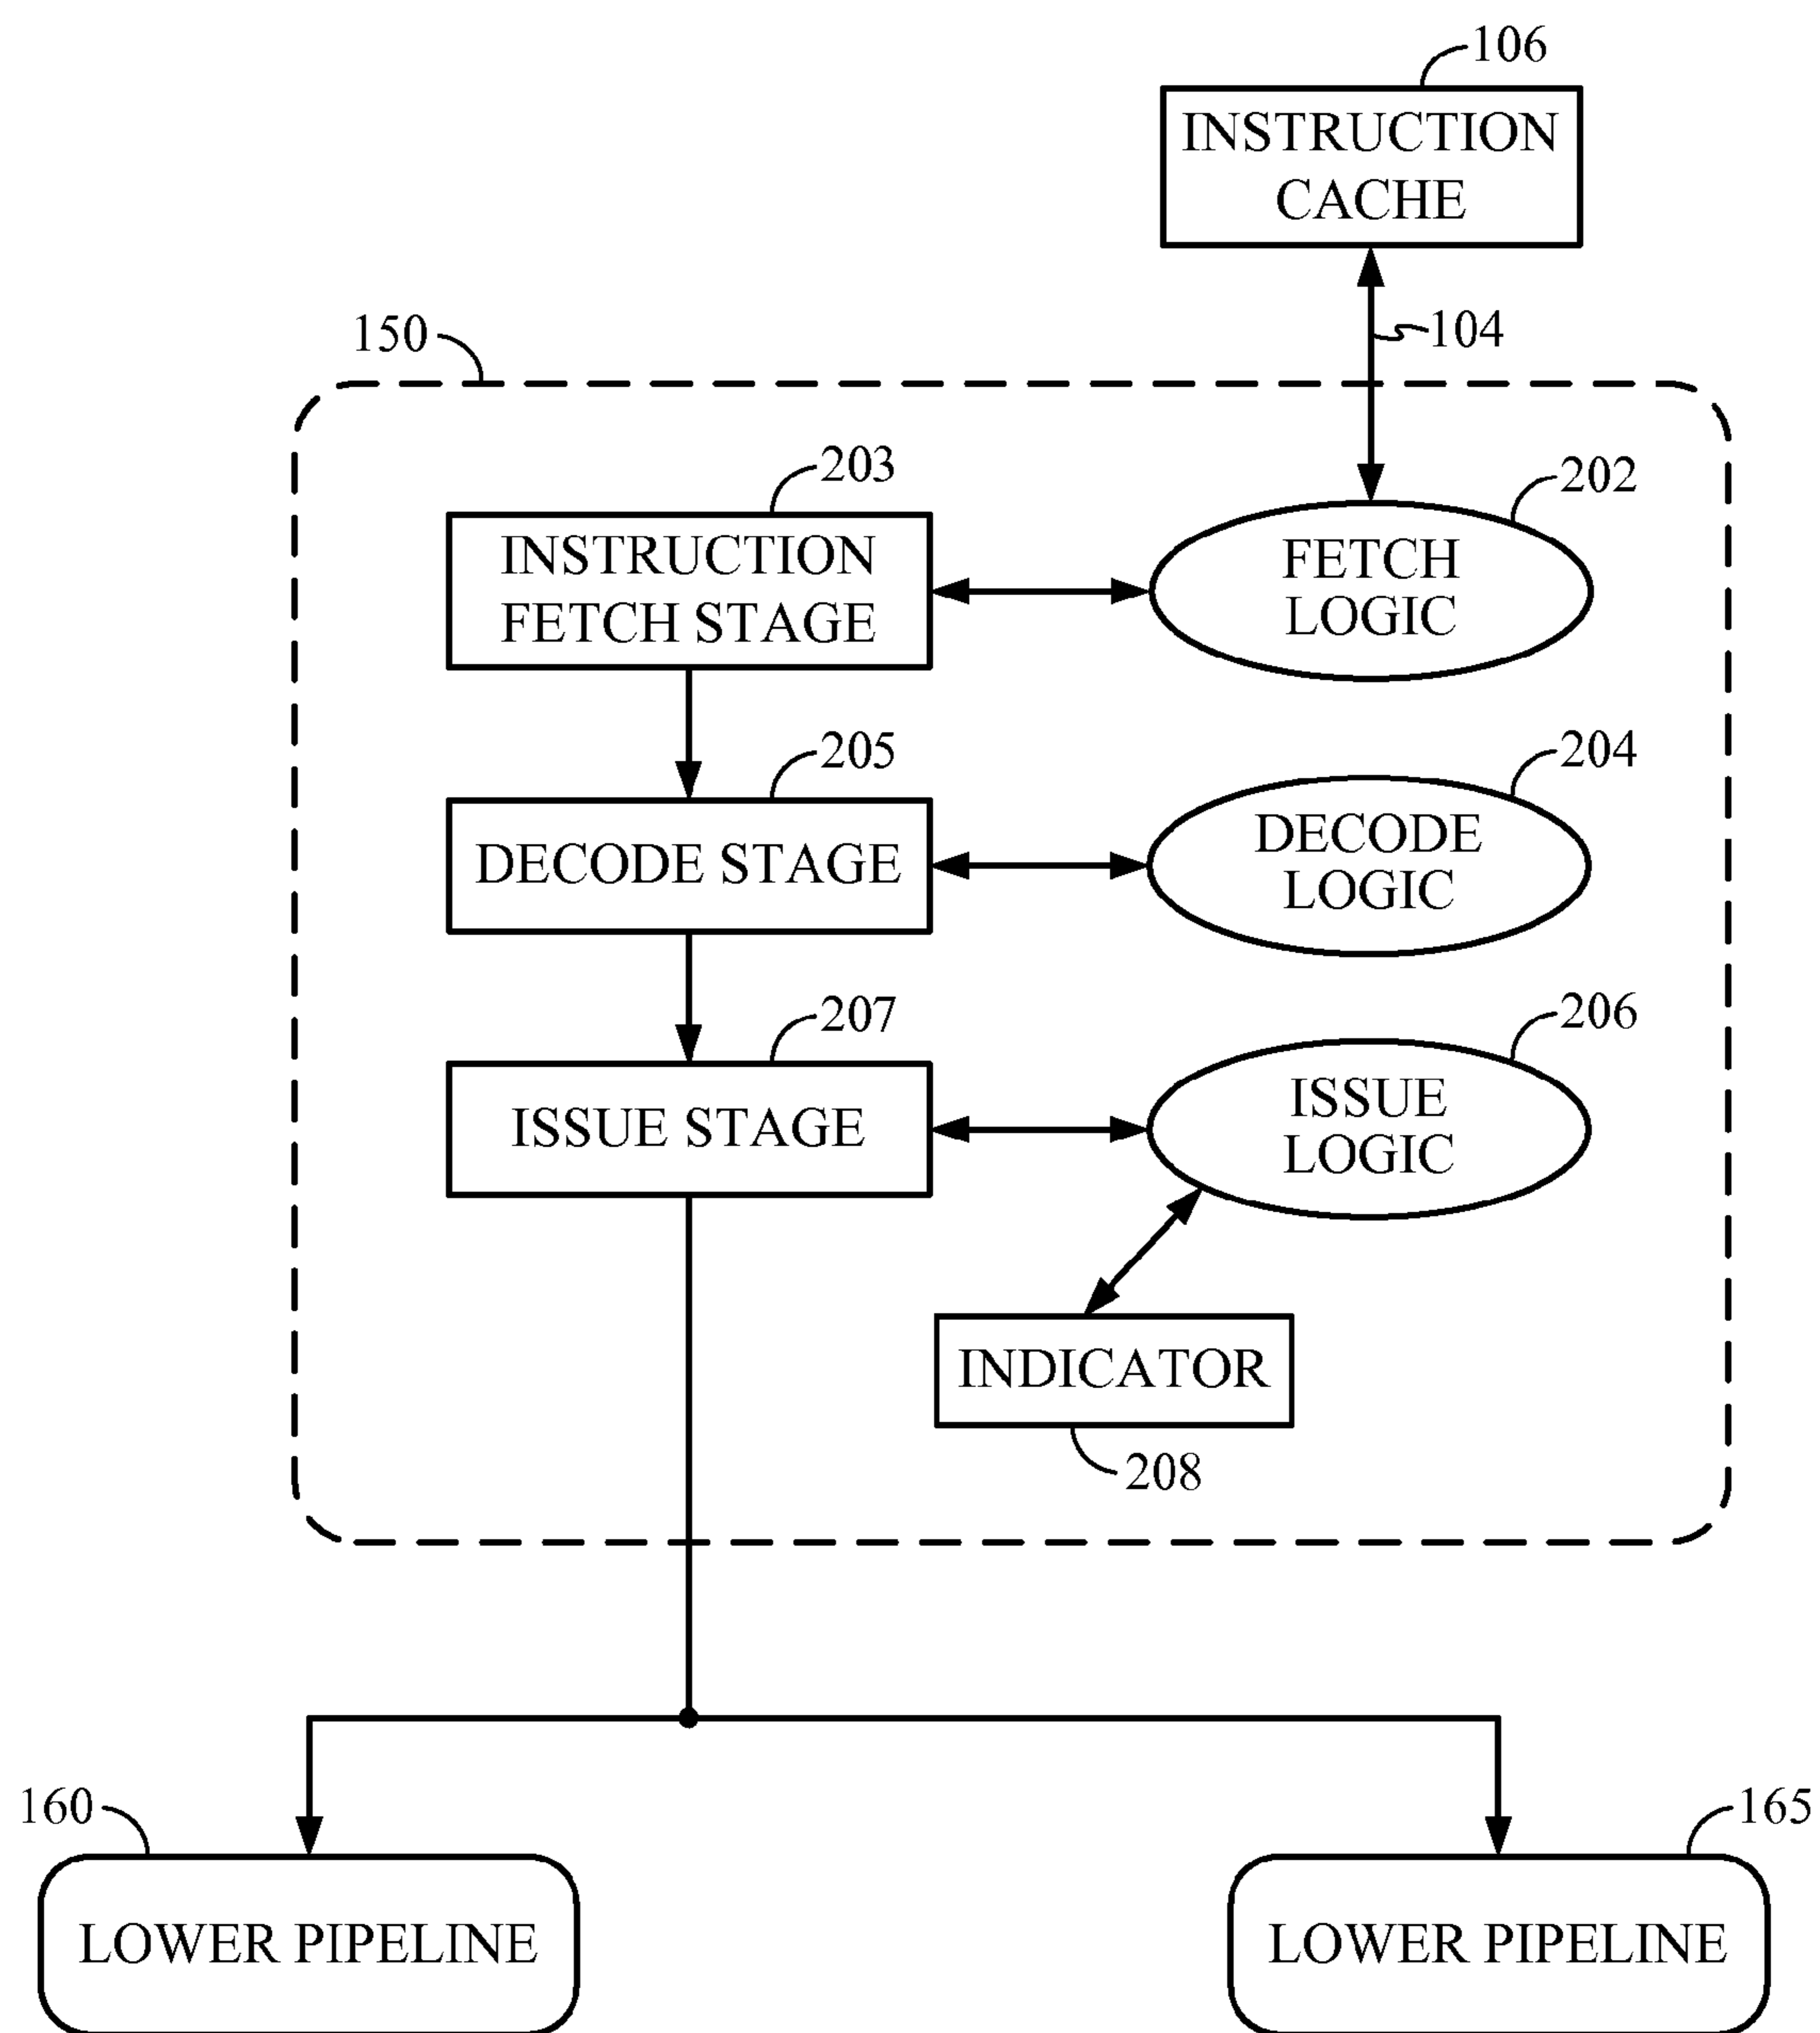 106
INSTRUCTION
CACHE
150
104
203
202
INSTRUCTION
FETCH STAGE
FETCH
LOGIC
205
204
DECODE STAGE
DECODE
LOGIC
207
206
ISSUE STAGE
ISSUE
LOGIC
INDICATOR
208
160
165
LOWER PIPELINE
LOWER PIPELINE